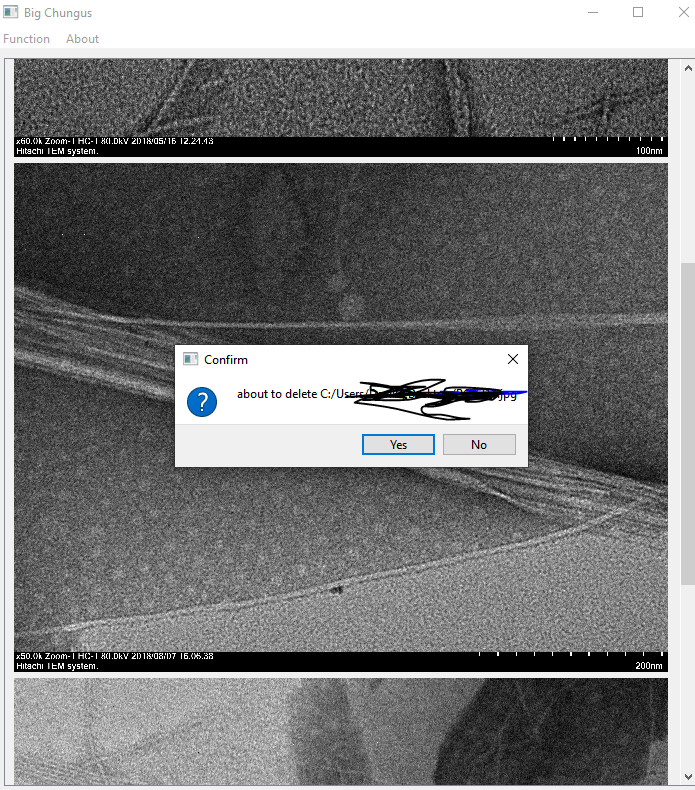 Big Chungus
Function About
x60.0k Zoom-1 HC-1 80.0kV 2018/05/16 12:24:43
Hitachi TEM system.
100nm
Confirm
about to delete C:/Users/ .jpg
Yes No
x50.0k Zoom-1 HC-1 80.0kV 2018/08/07 16:06:38
Hitachi TEM system.
200nm